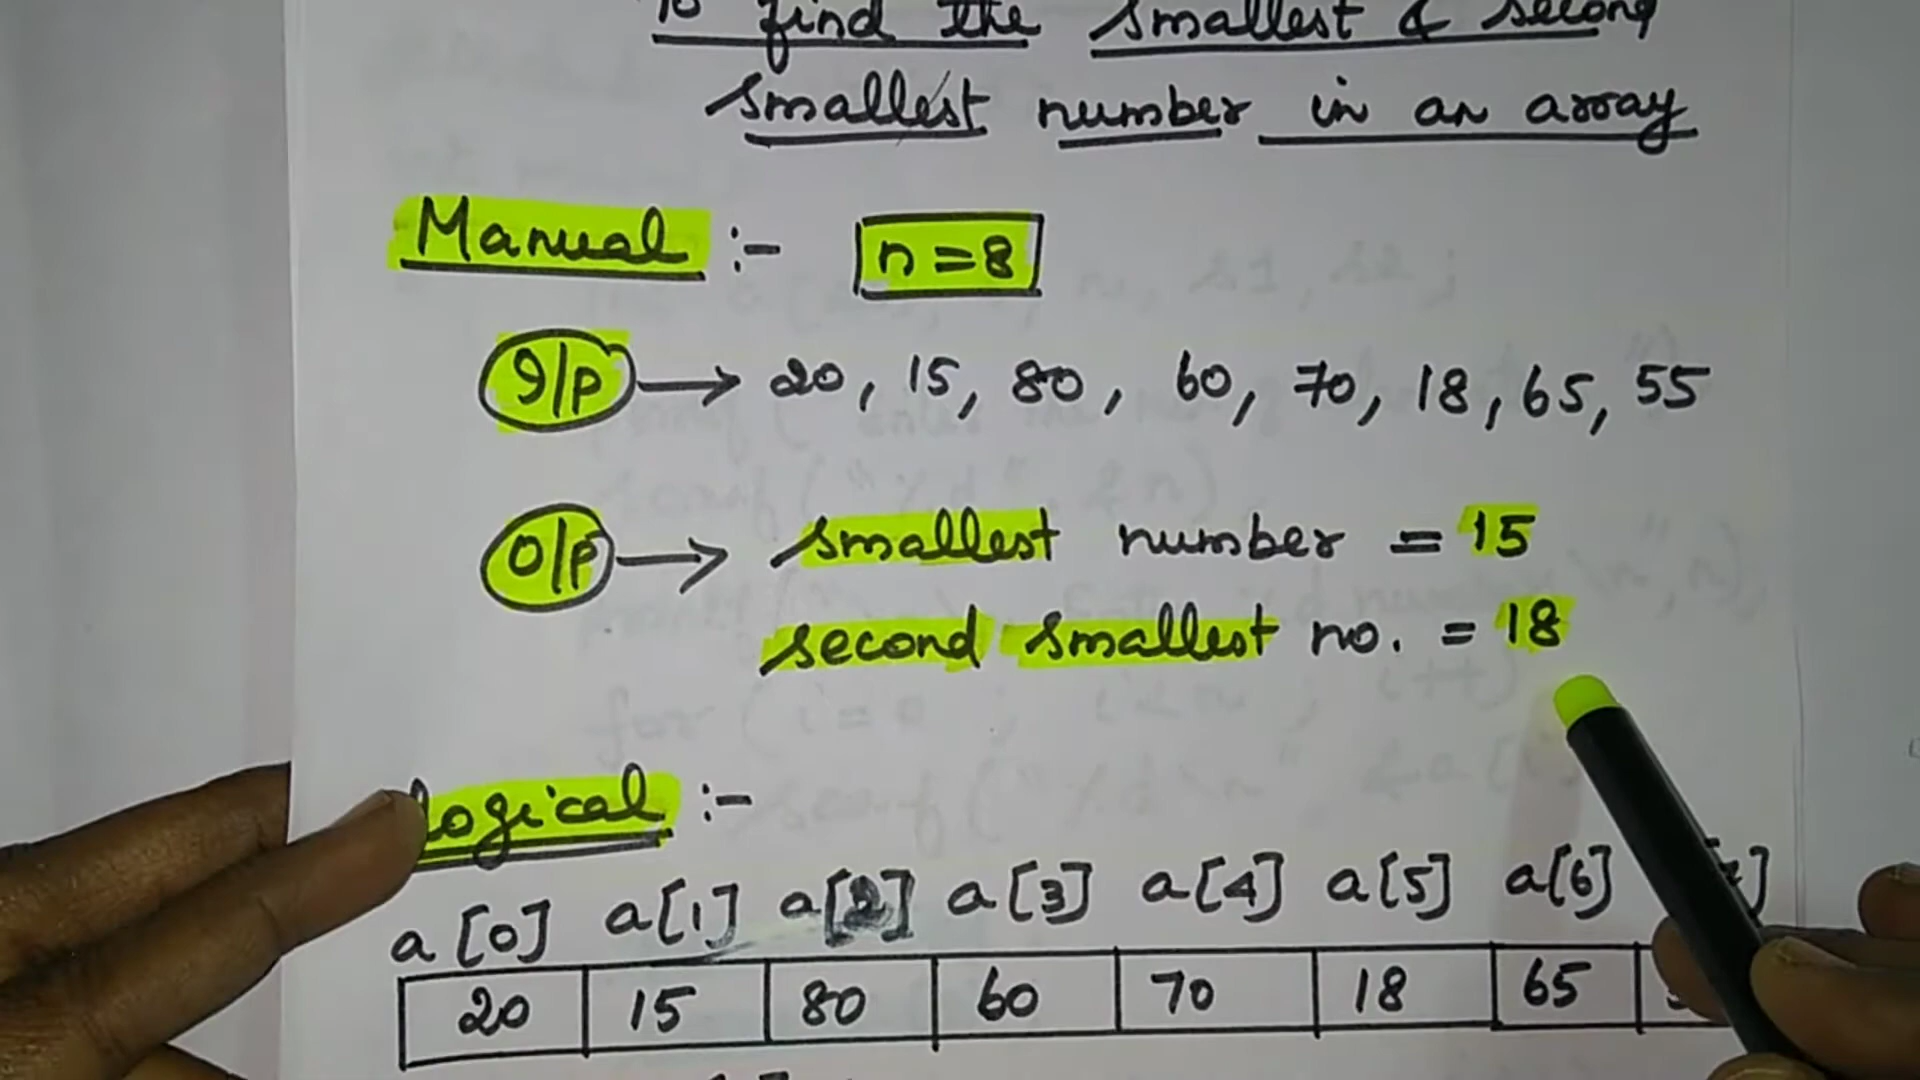 To find the smallest & second
smallest number in an array
Manual :- n=8
I/p → 20, 15, 80, 60, 70, 18, 65, 55
O/p → smallest number = 15
second smallest no. = 18
logical :-
a[0] a[1] a[2] a[3] a[4] a[5] a[6]
20 15 80 60 70 18 65